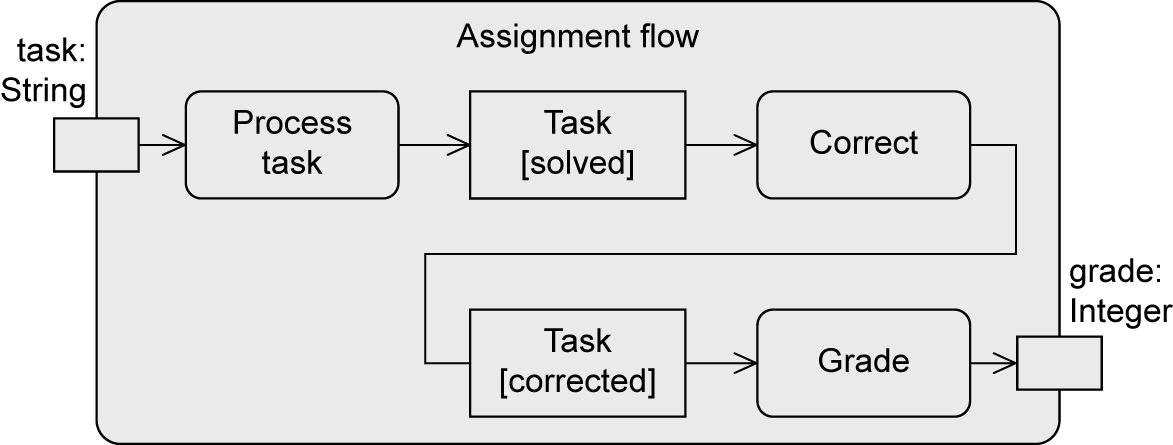 Assignment flow
task:
String
Process
task
Task
[solved]
Correct
grade:
Integer
Task
[corrected]
Grade